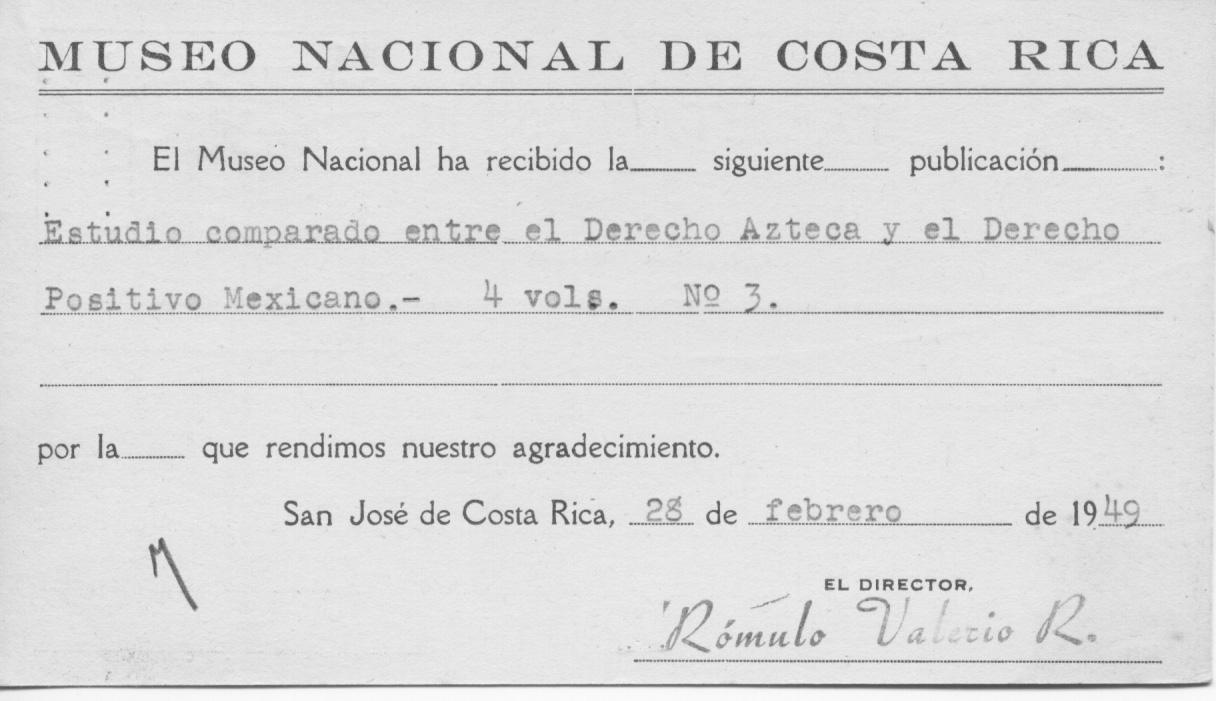 MUSEO NACIONAL DE COSTA RICA
El Museo Nacional ha recibido la siguiente publicación :
Estudio comparado entre el Derecho Azteca y el Derecho
Positivo Mexicano.- 4 vols. Nº 3.
por la que rendimos nuestro agradecimiento.
San José de Costa Rica, 28 de febrero de 1949
EL DIRECTOR,
Rómulo Valerio R.